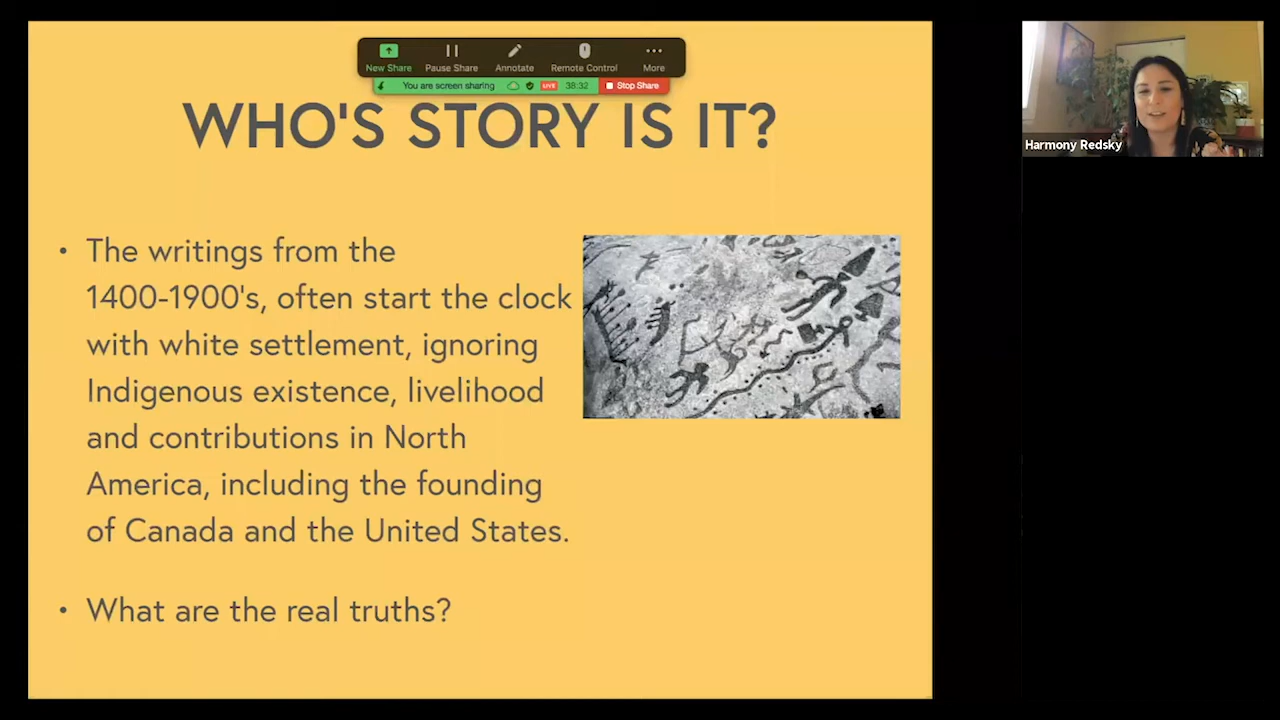 New Share
Pause Share
Annotate
Remote Control
More
You are screen sharing
LIVE
38:32
Stop Share
WHO'S STORY IS IT?
• The writings from the
1400-1900's, often start the clock
with white settlement, ignoring
Indigenous existence, livelihood
and contributions in North
America, including the founding
of Canada and the United States.
• What are the real truths?
Harmony Redsky